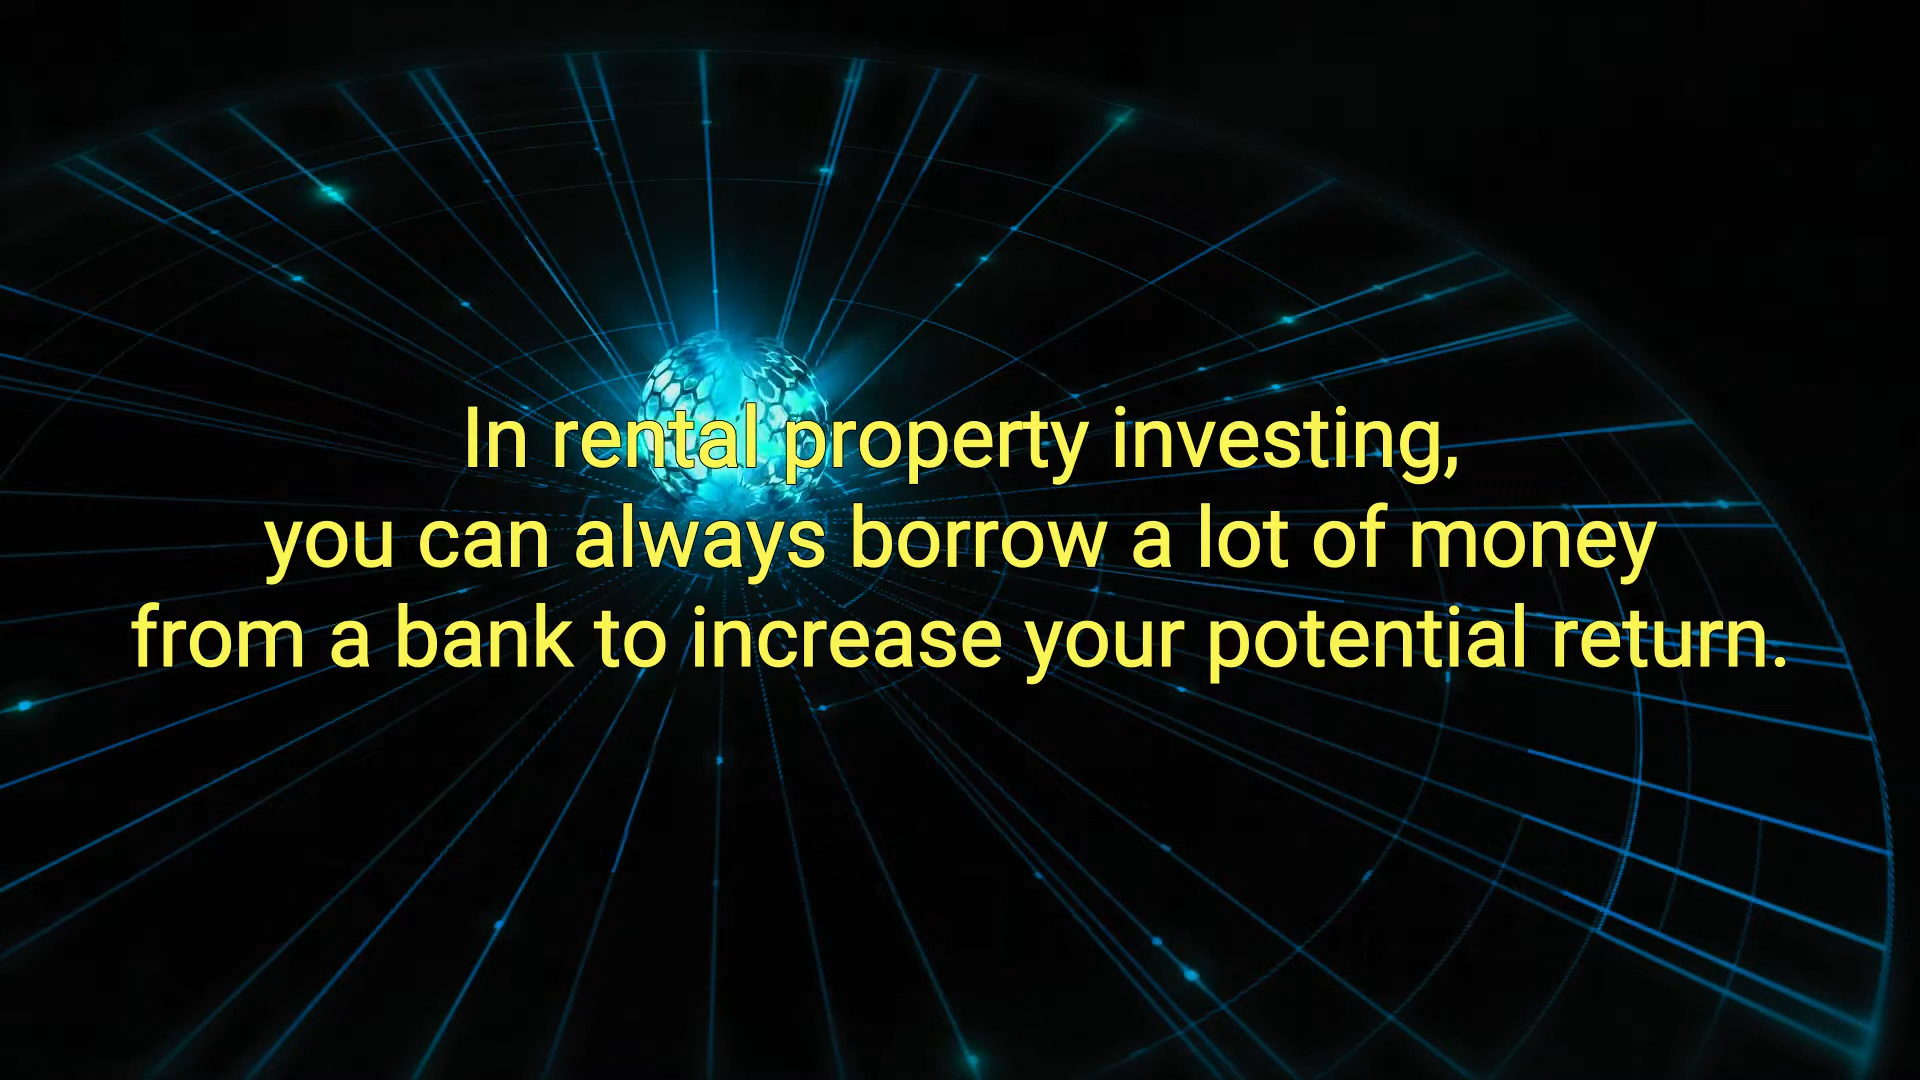 In rental property investing,
you can always borrow a lot of money
from a bank to increase your potential return.